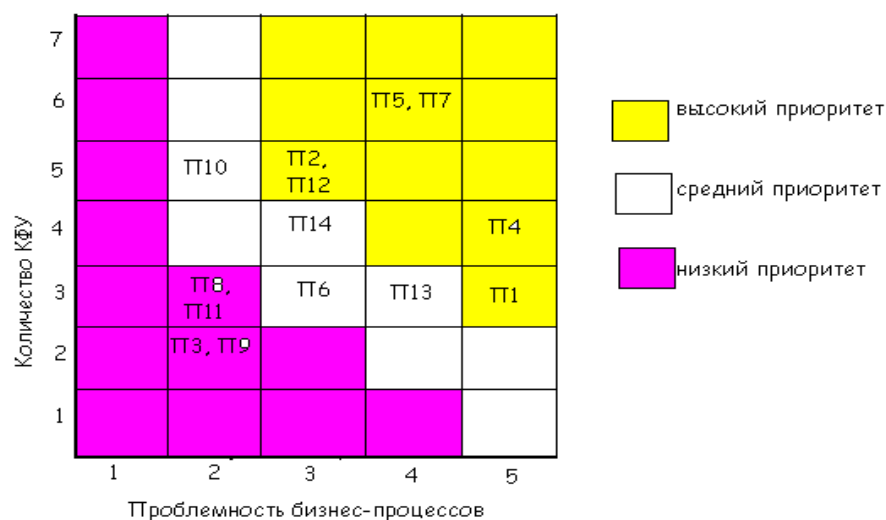 7
6
П5, П7
высокий приоритет
5
П10
П2,
П12
средний приоритет
4
П14
П4
Количество КФУ
3
П8,
П11
П6
П13
П1
низкий приоритет
2
П3, П9
1
1 2 3 4 5
Проблемность бизнес-процессов